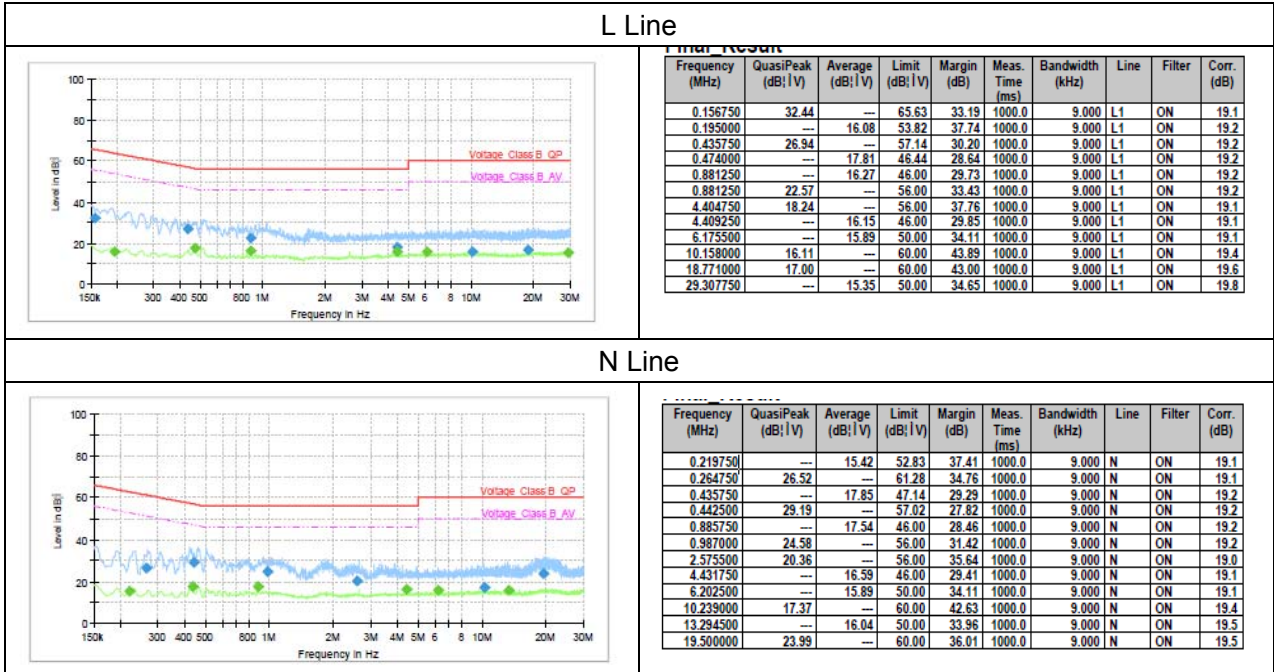 L Line
Final_Result
100
80
60
40
20
0
Level in dB
Voltage_Class B_QP
Voltage_Class B_AV
150k 300 400 500 800 1M 2M 3M 4M 5M 6 8 10M 20M 30M
Frequency in Hz
Frequency (MHz) QuasiPeak (dB¦ÌV) Average (dB¦ÌV) Limit (dB¦ÌV) Margin (dB) Meas. Time (ms) Bandwidth (kHz) Line Filter Corr. (dB)
0.156750 32.44 --- 65.63 33.19 1000.0 9.000 L1 ON 19.1
0.195000 --- 16.08 53.82 37.74 1000.0 9.000 L1 ON 19.2
0.435750 26.94 --- 57.14 30.20 1000.0 9.000 L1 ON 19.2
0.474000 --- 17.81 46.44 28.64 1000.0 9.000 L1 ON 19.2
0.881250 --- 16.27 46.00 29.73 1000.0 9.000 L1 ON 19.2
0.881250 22.57 --- 56.00 33.43 1000.0 9.000 L1 ON 19.2
4.404750 18.24 --- 56.00 37.76 1000.0 9.000 L1 ON 19.1
4.409250 --- 16.15 46.00 29.85 1000.0 9.000 L1 ON 19.1
6.175500 --- 15.89 50.00 34.11 1000.0 9.000 L1 ON 19.1
10.158000 16.11 --- 60.00 43.89 1000.0 9.000 L1 ON 19.4
18.771000 17.00 --- 60.00 43.00 1000.0 9.000 L1 ON 19.6
29.307750 --- 15.35 50.00 34.65 1000.0 9.000 L1 ON 19.8
N Line
100
80
60
40
20
0
Level in dB
Voltage_Class B_QP
Voltage_Class B_AV
150k 300 400 500 800 1M 2M 3M 4M 5M 6 8 10M 20M 30M
Frequency in Hz
Frequency (MHz) QuasiPeak (dB¦ÌV) Average (dB¦ÌV) Limit (dB¦ÌV) Margin (dB) Meas. Time (ms) Bandwidth (kHz) Line Filter Corr. (dB)
0.219750 --- 15.42 52.83 37.41 1000.0 9.000 N ON 19.1
0.264750 26.52 --- 61.28 34.76 1000.0 9.000 N ON 19.1
0.435750 --- 17.85 47.14 29.29 1000.0 9.000 N ON 19.2
0.442500 29.19 --- 57.02 27.82 1000.0 9.000 N ON 19.2
0.885750 --- 17.54 46.00 28.46 1000.0 9.000 N ON 19.2
0.987000 24.58 --- 56.00 31.42 1000.0 9.000 N ON 19.2
2.575500 20.36 --- 56.00 35.64 1000.0 9.000 N ON 19.0
4.431750 --- 16.59 46.00 29.41 1000.0 9.000 N ON 19.1
6.202500 --- 15.89 50.00 34.11 1000.0 9.000 N ON 19.1
10.239000 17.37 --- 60.00 42.63 1000.0 9.000 N ON 19.4
13.294500 --- 16.04 50.00 33.96 1000.0 9.000 N ON 19.5
19.500000 23.99 --- 60.00 36.01 1000.0 9.000 N ON 19.5